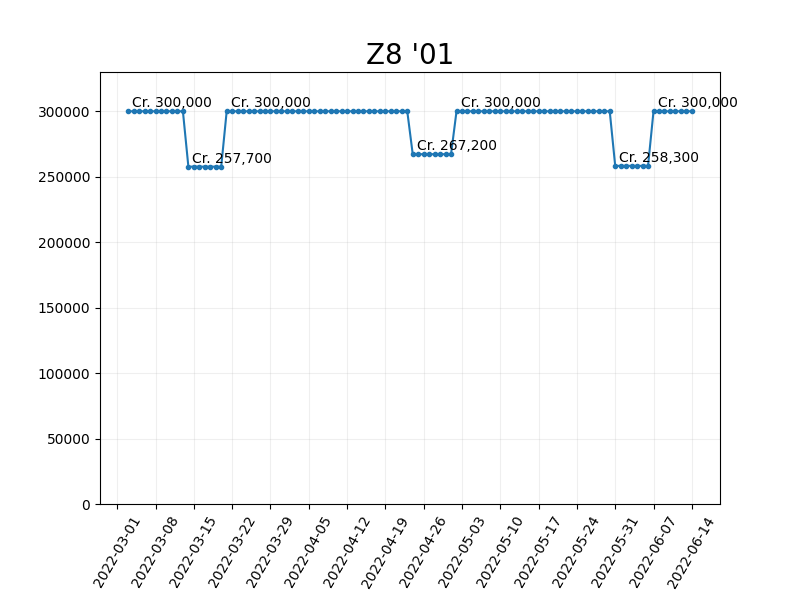 Z8 '01
Cr. 300,000
Cr. 300,000
Cr. 300,000
Cr. 300,000
Cr. 267,200
Cr. 257,700
Cr. 258,300
300000
250000
200000
150000
100000
50000
0
2022-03-01
2022-03-08
2022-03-15
2022-03-22
2022-03-29
2022-04-05
2022-04-12
2022-04-19
2022-04-26
2022-05-03
2022-05-10
2022-05-17
2022-05-24
2022-05-31
2022-06-07
2022-06-14